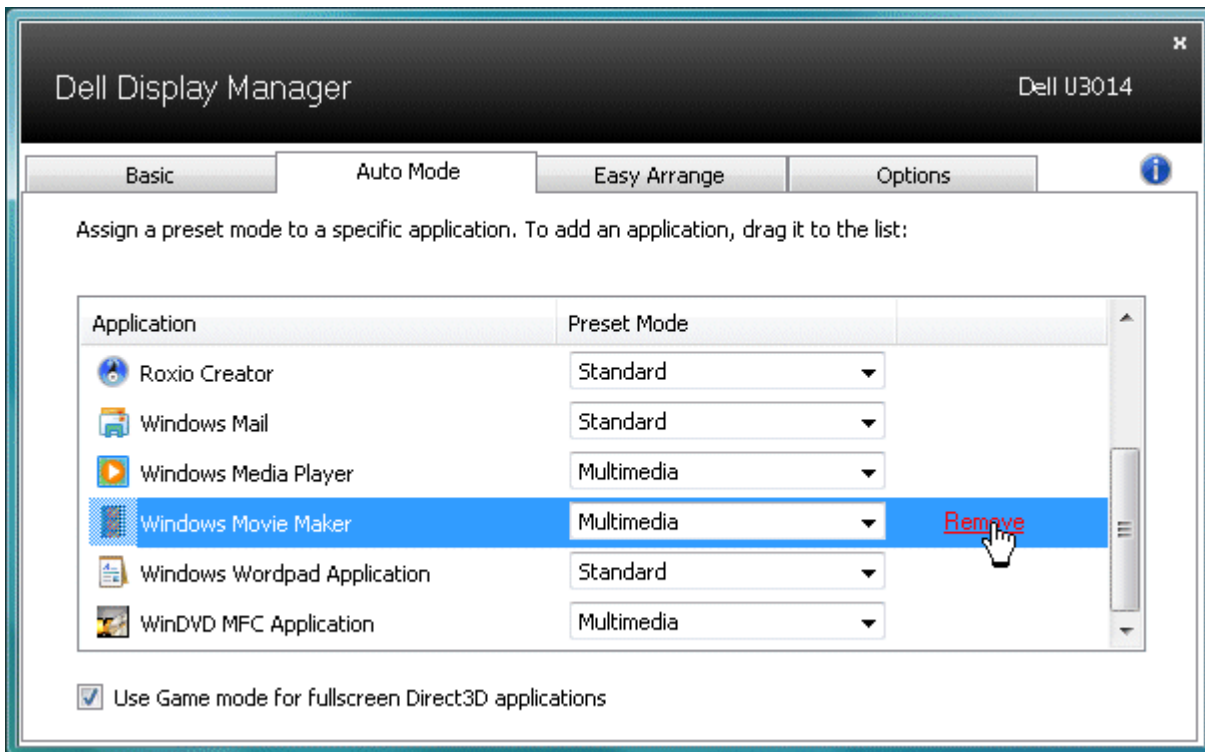 x
Dell Display Manager Dell U3014
Basic Auto Mode Easy Arrange Options
Assign a preset mode to a specific application. To add an application, drag it to the list:
Application Preset Mode
Roxio Creator Standard
Windows Mail Standard
Windows Media Player Multimedia
Windows Movie Maker Multimedia Remove
Windows Wordpad Application Standard
WinDVD MFC Application Multimedia
Use Game mode for fullscreen Direct3D applications